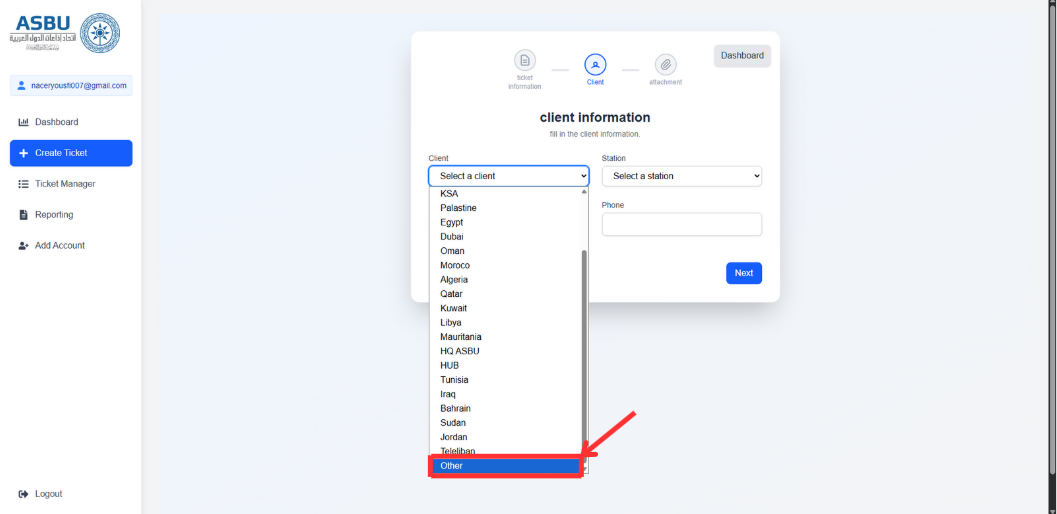 ASBU
اتحاد إذاعات الدول العربية
naceryousfi007@gmail.com
Dashboard
Create Ticket
Ticket Manager
Reporting
Add Account
Logout
Dashboard
ticket
information
Client
attachment
client information
fill in the client information.
Client
Station
Select a client
Select a station
Phone
KSA
Palastine
Egypt
Dubai
Oman
Moroco
Algeria
Qatar
Kuwait
Libya
Mauritania
HQ ASBU
HUB
Tunisia
Iraq
Bahrain
Sudan
Jordan
Teleliban
Other
Next